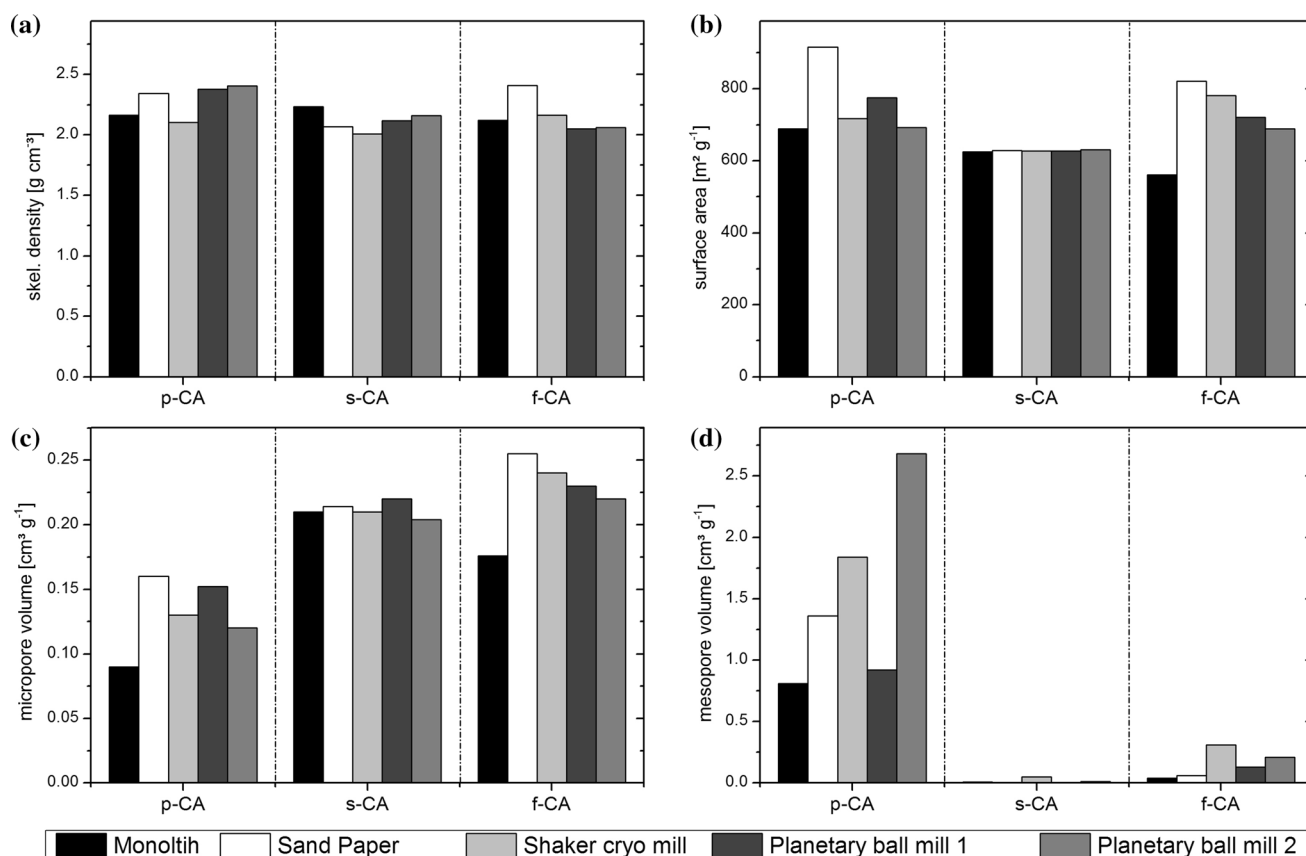 (a)
skel. density [g cm⁻³]
2.5
2.0
1.5
1.0
0.5
0.0
p-CA s-CA f-CA
(b)
surface area [m² g⁻¹]
800
600
400
200
0
p-CA s-CA f-CA
(c)
micropore volume [cm³ g⁻¹]
0.25
0.20
0.15
0.10
0.05
0.00
p-CA s-CA f-CA
(d)
mesopore volume [cm³ g⁻¹]
2.5
2.0
1.5
1.0
0.5
0.0
p-CA s-CA f-CA
Monoltih Sand Paper Shaker cryo mill Planetary ball mill 1 Planetary ball mill 2